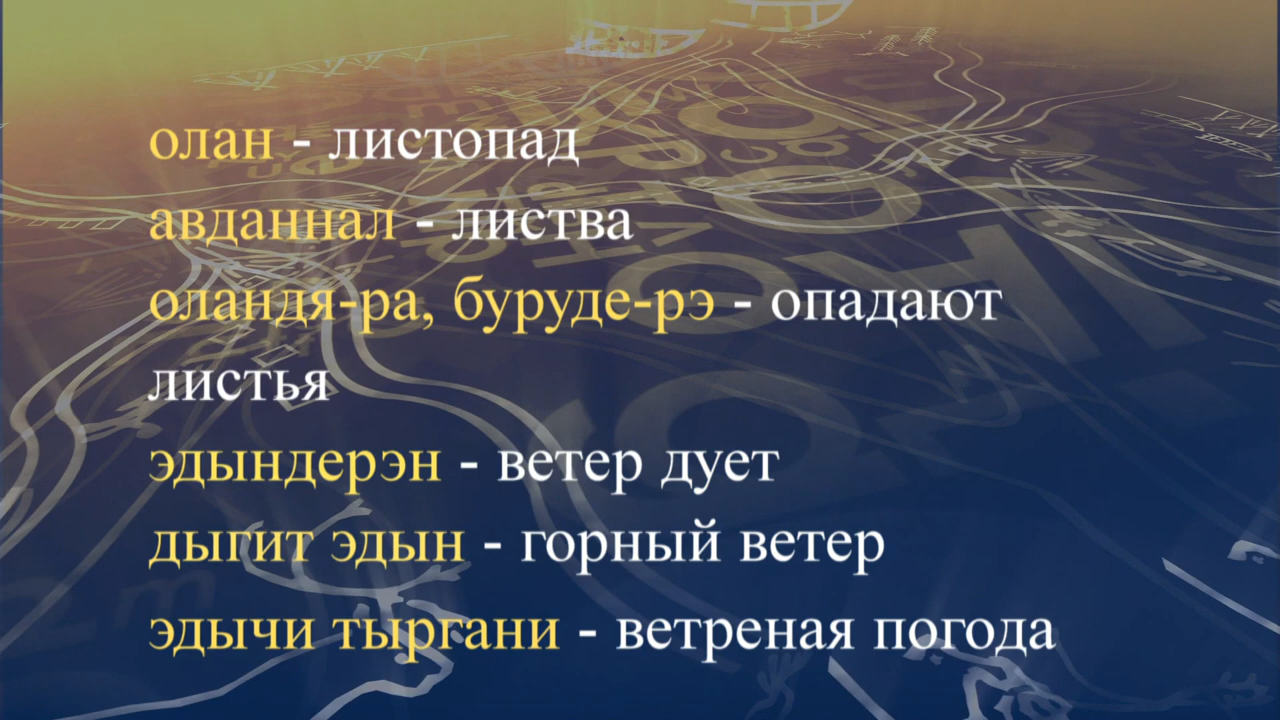 олан - листопад
авданнал - листва
оландя-ра, буруде-рэ - опадают
листья
эдындерэн - ветер дует
дыгит эдын - горный ветер
эдычи тыргани - ветреная погода